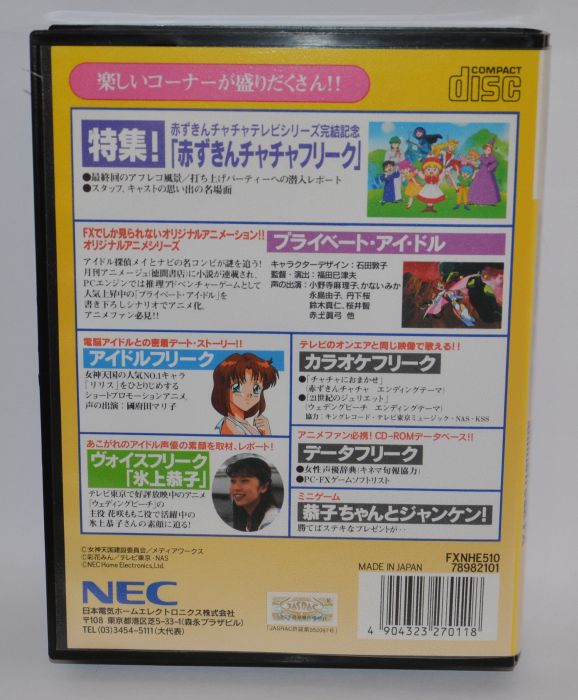 楽しいコーナーが盛りだくさん!!
COMPACT
disc
特集!
赤ずきんチャチャテレビシリーズ完結記念
「赤ずきんチャチャフリーク」
●最終回のアフレコ風景/打ち上げパーティーへの潜入レポート
●スタッフ、キャストの思い出の名場面
FXでしか見られないオリジナルアニメーション!!
オリジナルアニメシリーズ
プライベート・アイ・ドル
アイドル探偵メイとナビの名コンビが謎を追う!
月刊アニメージュ(徳間書店)に小説が連載され、
PCエンジンでは推理アドベンチャーゲームとして
人気上昇中の「プライベート・アイドル」を
書き下ろしシナリオでアニメ化。
アニメファン必見!!
キャラクターデザイン:石田敦子
監督・演出:福田巳津夫
声の出演:小野寺麻理子、かないみか
永島由子、丹下桜
鈴木真仁、桜井智
赤土眞弓 他
電脳アイドルとの密着デート・ストーリー!!
アイドルフリーク
女神天国の人気NO.1キャラ
「リリス」をひとりじめする
ショートプロモーションアニメ。
声の出演:國府田マリ子
テレビのオンエアと同じ映像で歌える!!
カラオケフリーク
●「チャチャにおまかせ」
(赤ずきんチャチャ エンディングテーマ)
●「21世紀のジュリエット」
(ウェディングピーチ エンディングテーマ)
協力:キングレコード・テレビ東京ミュージック・NAS・KSS
あこがれのアイドル声優の素顔を取材、レポート!
ヴォイスフリーク
「氷上恭子」
テレビ東京で好評放映中のアニメ
「ウェディングピーチ」の
主役 花咲ももこ役で活躍中の
氷上恭子さんの素顔に迫る!
アニメファン必携! CD-ROMデータベース!!
データフリーク
●女性声優辞典(キネマ旬報協力)
●PC-FXゲームソフトリスト
ミニゲーム
恭子ちゃんとジャンケン!
勝てばステキなプレゼントが‥
©女神天国建設委員会/メディアワークス
©彩花みん/テレビ東京・NAS
©NEC Home Electronics,Ltd.
MADE IN JAPAN
FXNHE510
78982101
NEC
日本電気ホームエレクトロニクス株式会社
〒108 東京都港区芝5-33-1(森永プラザビル)
TEL(03)3454-5111(大代表)
JASRAC
4 904323 270118